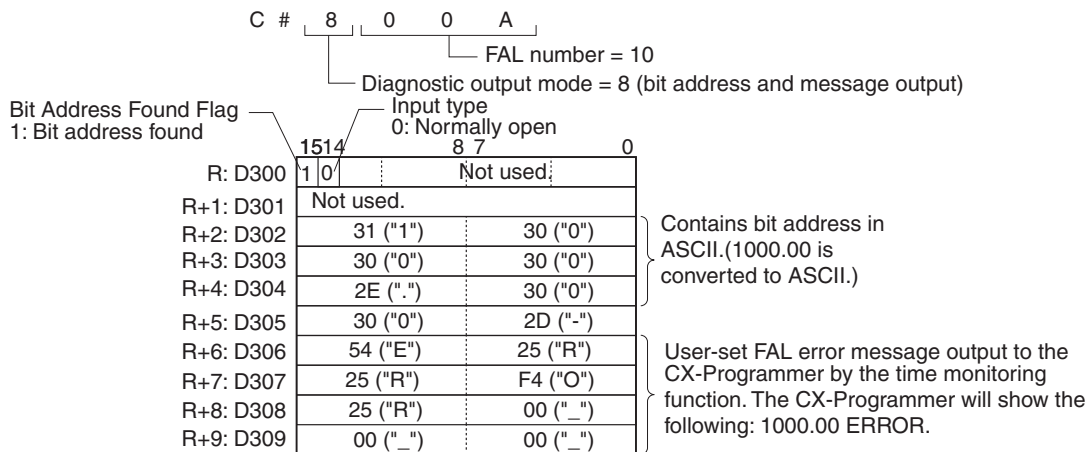 C # 8 0 0 A
FAL number = 10
Diagnostic output mode = 8 (bit address and message output)
Bit Address Found Flag
1: Bit address found
Input type
0: Normally open
1514 8 7 0
R: D300 1 0 Not used.
R+1: D301 Not used.
R+2: D302 31 ("1") 30 ("0")
R+3: D303 30 ("0") 30 ("0")
R+4: D304 2E (".") 30 ("0")
R+5: D305 30 ("0") 2D ("-")
R+6: D306 54 ("E") 25 ("R")
R+7: D307 25 ("R") F4 ("O")
R+8: D308 25 ("R") 00 ("_")
R+9: D309 00 ("_") 00 ("_")
Contains bit address in
ASCII.(1000.00 is
converted to ASCII.)
User-set FAL error message output to the
CX-Programmer by the time monitoring
function. The CX-Programmer will show the
following: 1000.00 ERROR.